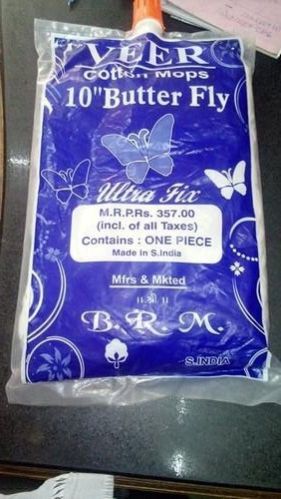 VEER
Cotton Mops
10"Butter Fly
Ultra Fix
M.R.P.Rs. 357.00
(incl. of all Taxes)
Contains : ONE PIECE
Made in S.India
Mfrs & Mkted
B. R. M.
S.INDIA